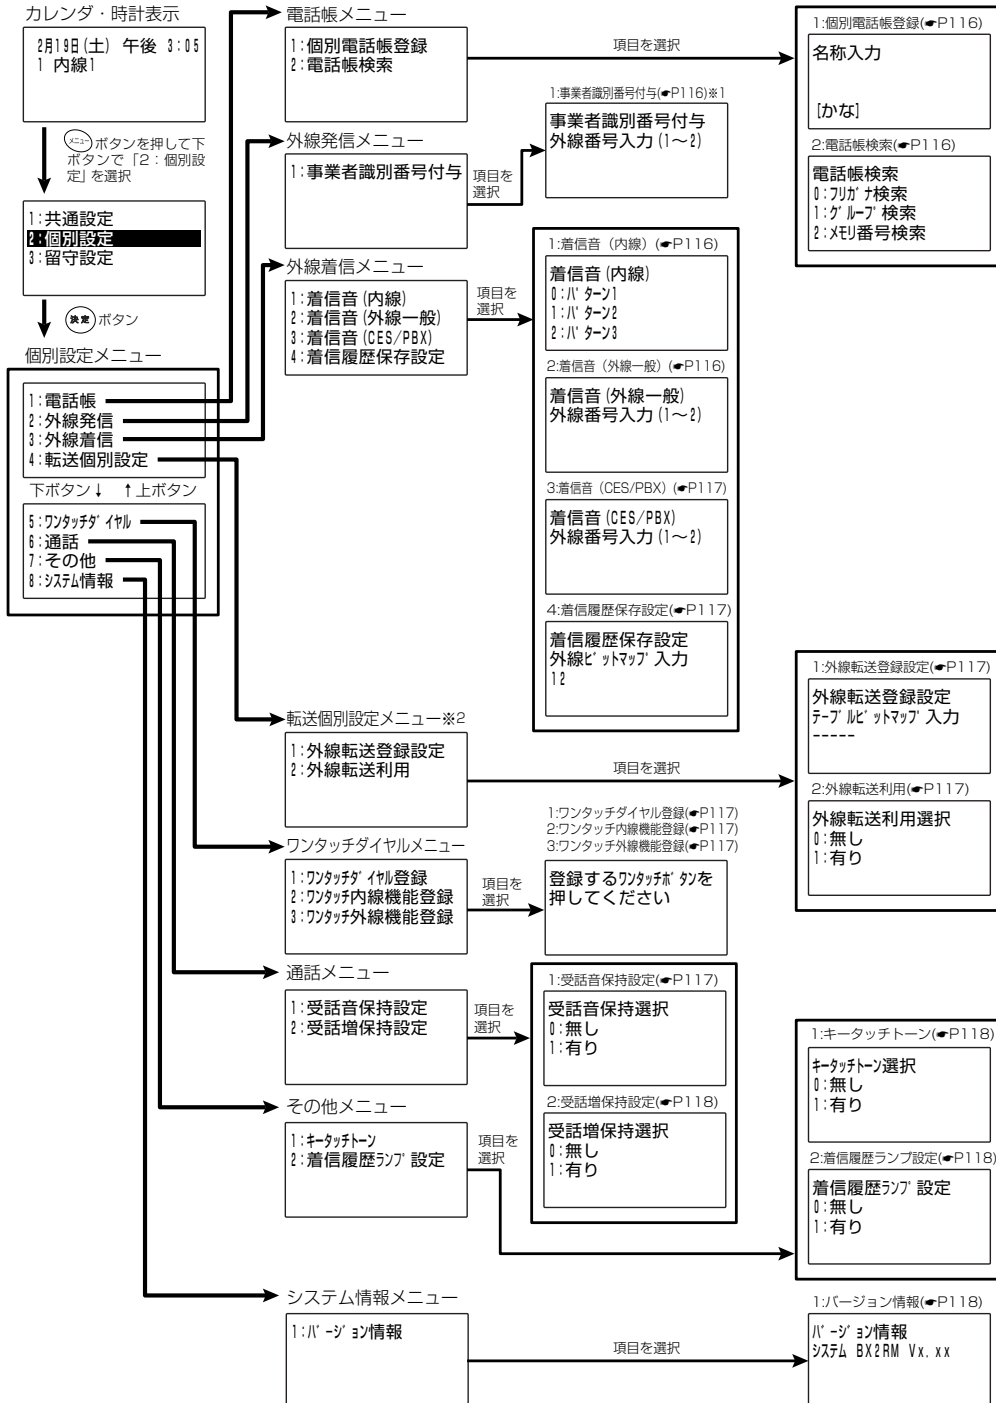 カレンダ・時計表示
2月19日(土) 午後 3:05
1 内線1
メニュー ボタンを押して下
ボタンで「2:個別設
定」を選択
1:共通設定
2:個別設定
3:留守設定
決定 ボタン
個別設定メニュー
1:電話帳
2:外線発信
3:外線着信
4:転送個別設定
下ボタン↓ ↑上ボタン
5:ワンタッチダイヤル
6:通話
7:その他
8:システム情報
電話帳メニュー
1:個別電話帳登録
2:電話帳検索
項目を選択
1:個別電話帳登録(☛P116)
名称入力
[かな]
2:電話帳検索(☛P116)
電話帳検索
0:フリガナ検索
1:グループ検索
2:メモリ番号検索
外線発信メニュー
1:事業者識別番号付与
項目を
選択
1:事業者識別番号付与(☛P116)※1
事業者識別番号付与
外線番号入力(1〜2)
外線着信メニュー
1:着信音(内線)
2:着信音(外線一般)
3:着信音(CES/PBX)
4:着信履歴保存設定
項目を
選択
1:着信音(内線)(☛P116)
着信音(内線)
0:パターン1
1:パターン2
2:パターン3
2:着信音(外線一般)(☛P116)
着信音(外線一般)
外線番号入力(1〜2)
3:着信音(CES/PBX)(☛P117)
着信音(CES/PBX)
外線番号入力(1〜2)
4:着信履歴保存設定(☛P117)
着信履歴保存設定
外線ビットマップ入力
12
転送個別設定メニュー※2
1:外線転送登録設定
2:外線転送利用
項目を選択
1:外線転送登録設定(☛P117)
外線転送登録設定
テーブルビットマップ入力
-----
2:外線転送利用(☛P117)
外線転送利用選択
0:無し
1:有り
ワンタッチダイヤルメニュー
1:ワンタッチダイヤル登録
2:ワンタッチ内線機能登録
3:ワンタッチ外線機能登録
項目を
選択
1:ワンタッチダイヤル登録(☛P117)
2:ワンタッチ内線機能登録(☛P117)
3:ワンタッチ外線機能登録(☛P117)
登録するワンタッチボタンを
押してください
通話メニュー
1:受話音保持設定
2:受話増保持設定
項目を
選択
1:受話音保持設定(☛P117)
受話音保持選択
0:無し
1:有り
2:受話増保持設定(☛P118)
受話増保持選択
0:無し
1:有り
その他メニュー
1:キータッチトーン
2:着信履歴ランプ設定
項目を
選択
1:キータッチトーン(☛P118)
キータッチトーン選択
0:無し
1:有り
2:着信履歴ランプ設定(☛P118)
着信履歴ランプ設定
0:無し
1:有り
システム情報メニュー
1:バージョン情報
項目を選択
1:バージョン情報(☛P118)
バージョン情報
システム BX2RM Vx.xx